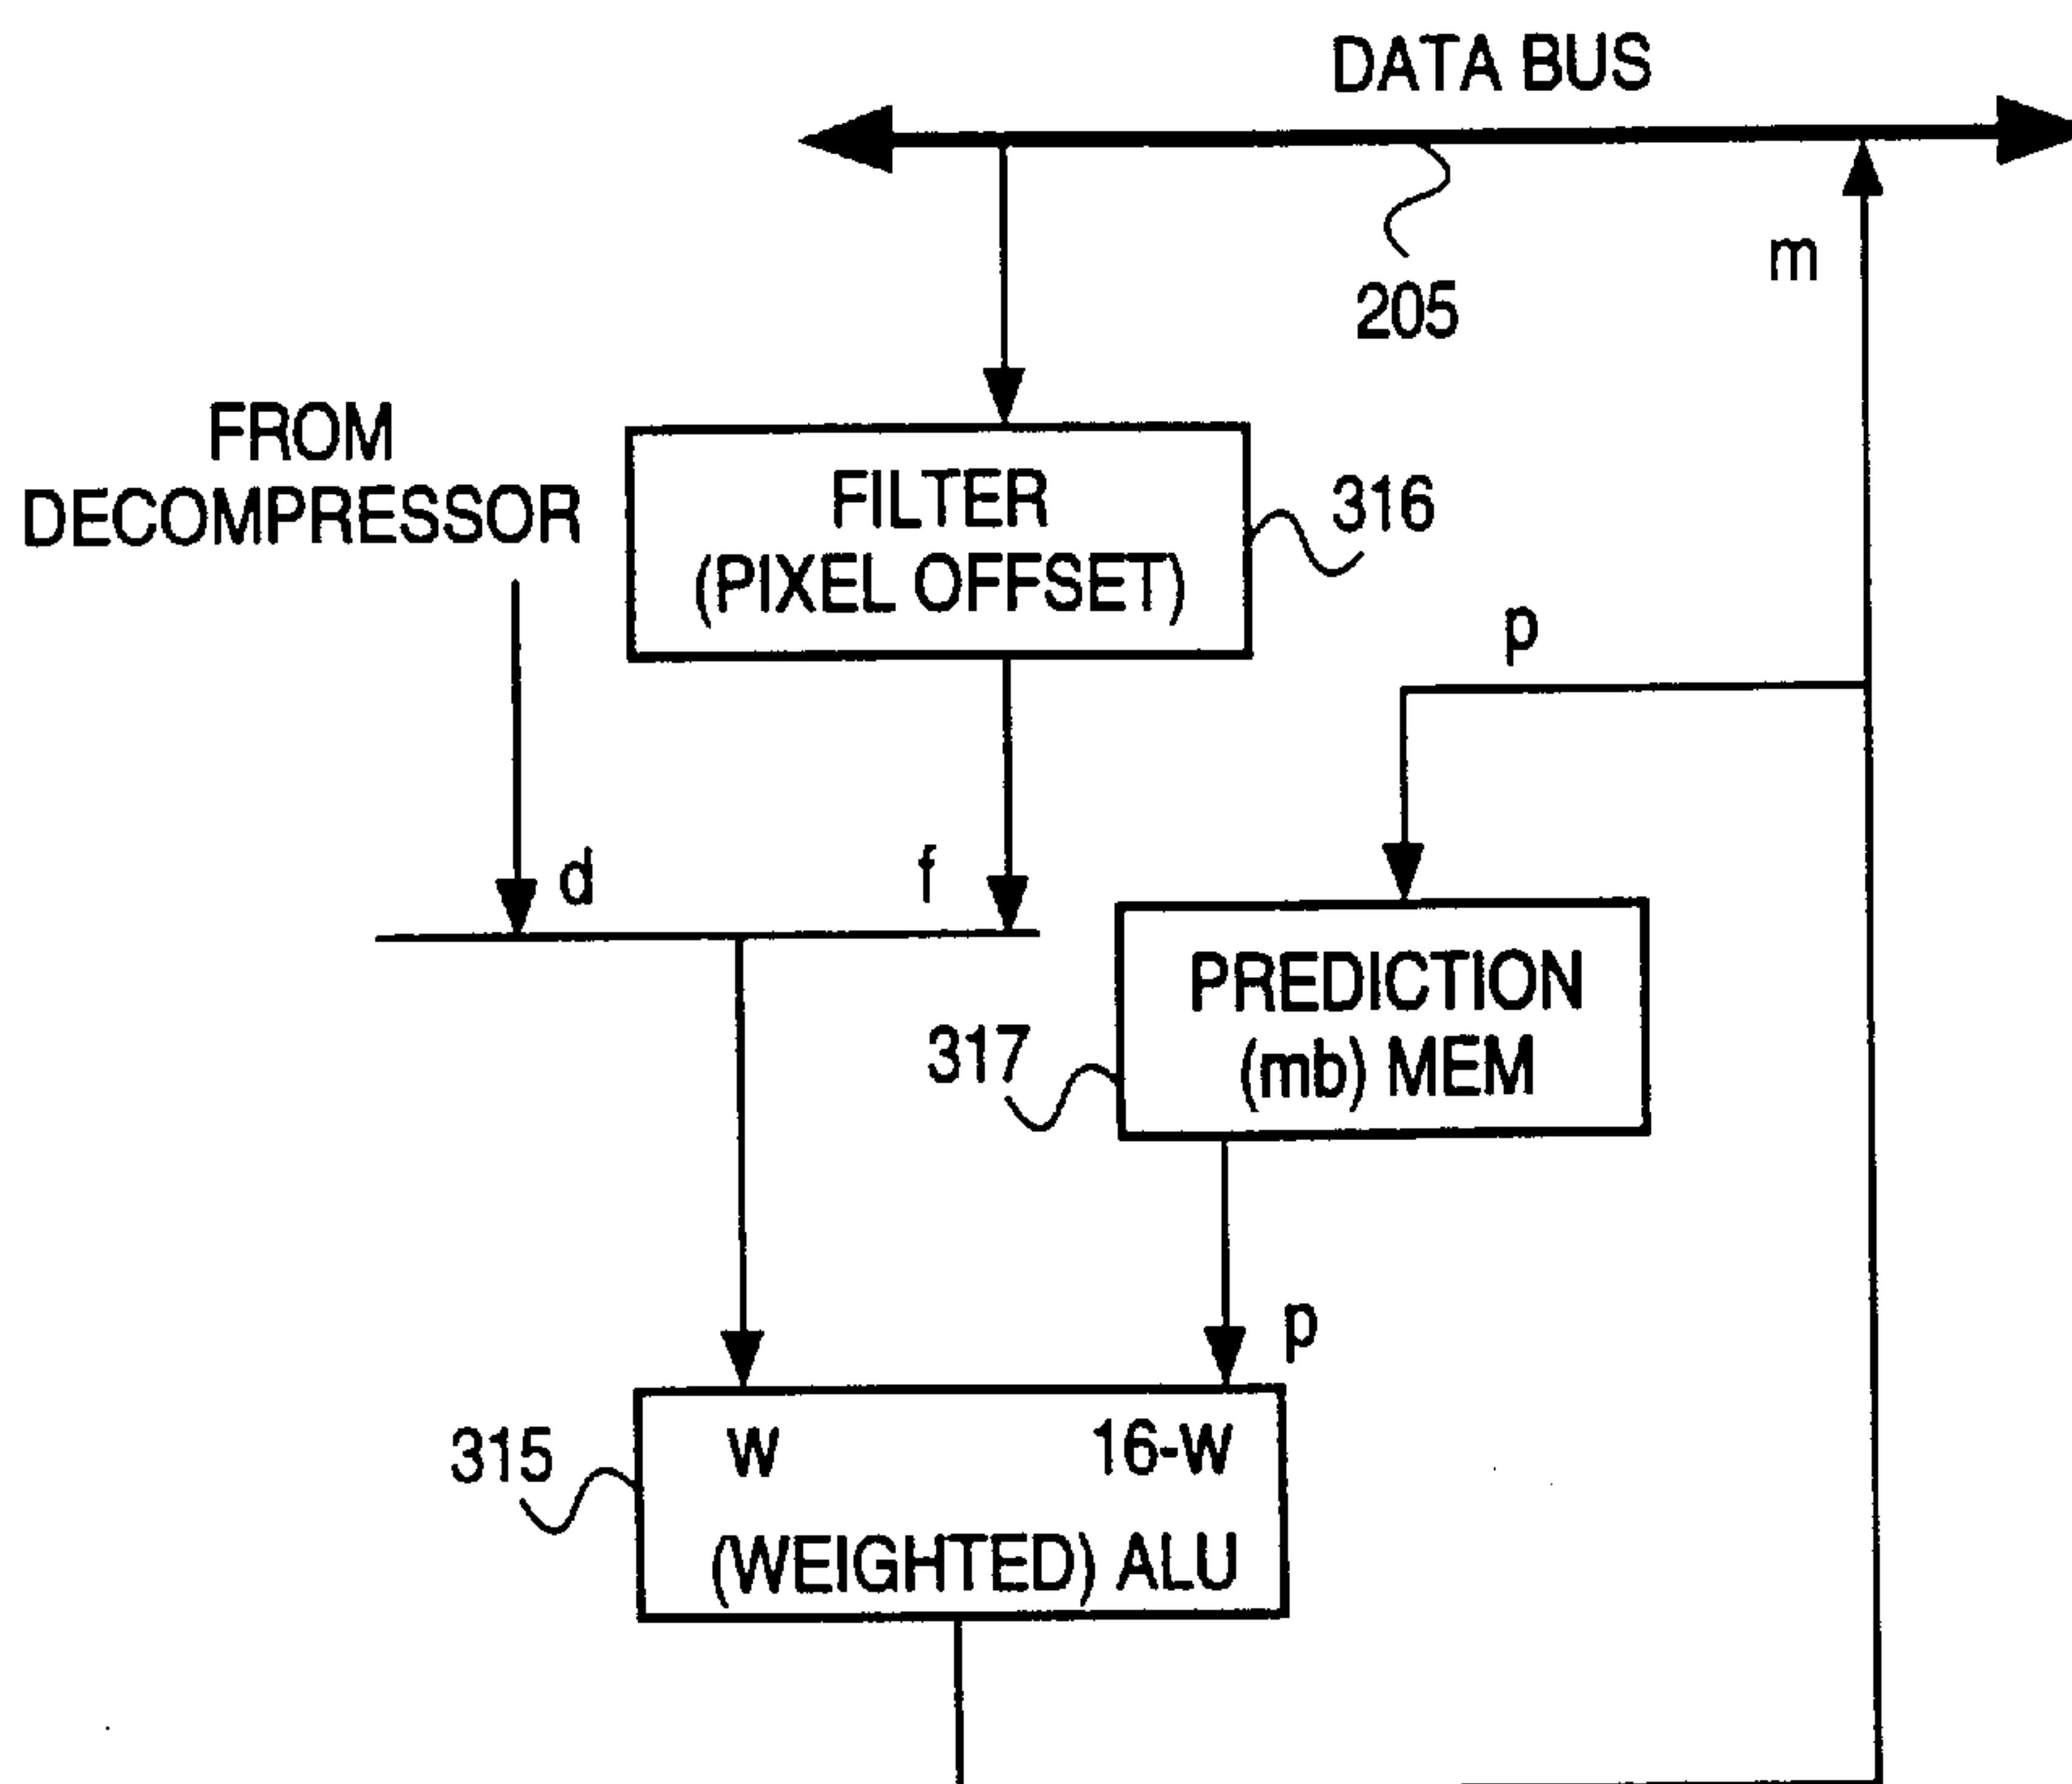 DATA BUS
205
m
FROM
DECOMPRESSOR
FILTER
(PIXEL OFFSET)
316
p
d
f
PREDICTION
(mb) MEM
317
p
315
w
16-w
(WEIGHTED) ALU